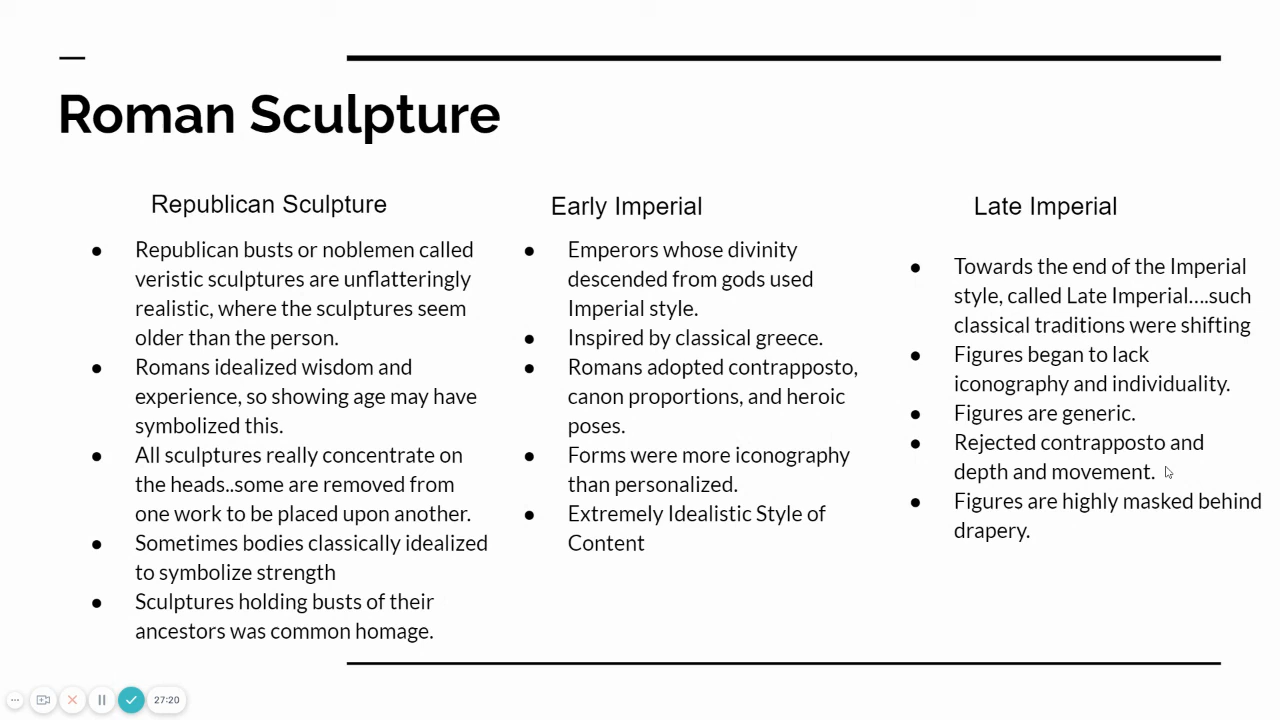 Roman Sculpture
Republican Sculpture
● Republican busts or noblemen called
veristic sculptures are unflatteringly
realistic, where the sculptures seem
older than the person.
● Romans idealized wisdom and
experience, so showing age may have
symbolized this.
● All sculptures really concentrate on
the heads..some are removed from
one work to be placed upon another.
● Sometimes bodies classically idealized
to symbolize strength
● Sculptures holding busts of their
ancestors was common homage.
Early Imperial
● Emperors whose divinity
descended from gods used
Imperial style.
● Inspired by classical greece.
● Romans adopted contrapposto,
canon proportions, and heroic
poses.
● Forms were more iconography
than personalized.
● Extremely Idealistic Style of
Content
Late Imperial
● Towards the end of the Imperial
style, called Late Imperial....such
classical traditions were shifting
● Figures began to lack
iconography and individuality.
● Figures are generic.
● Rejected contrapposto and
depth and movement.
● Figures are highly masked behind
drapery.
27:20